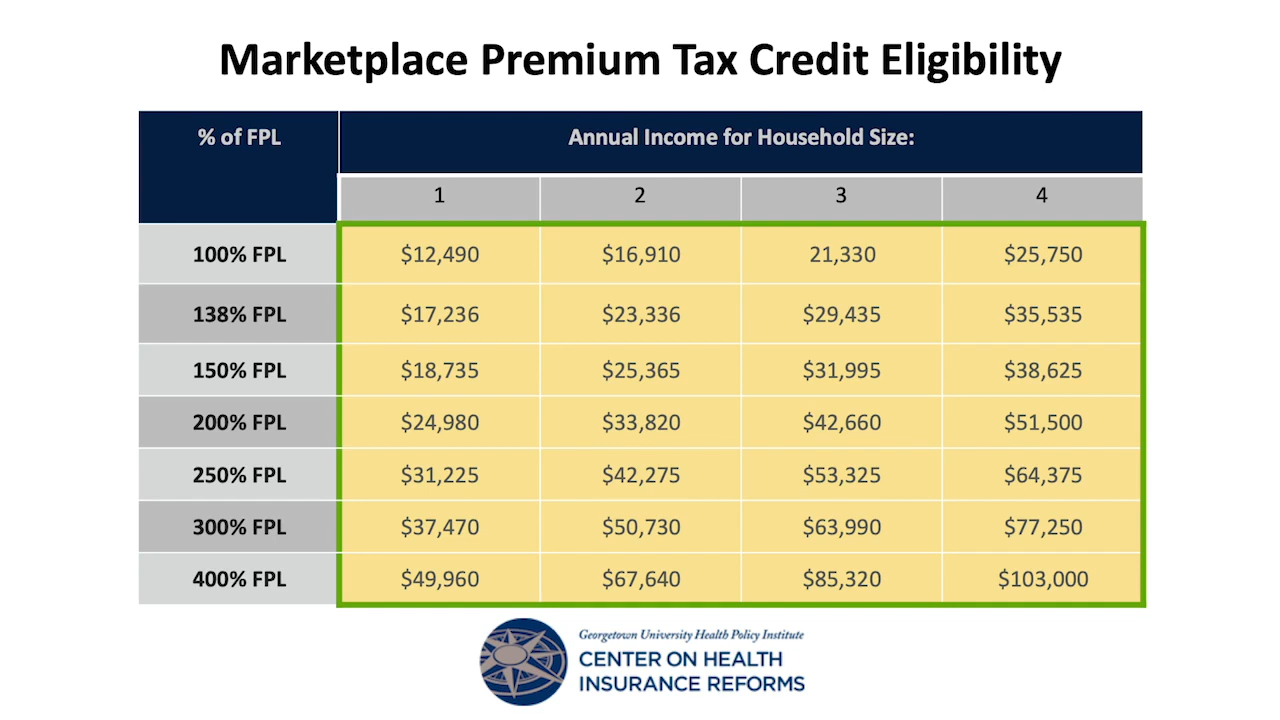 Marketplace Premium Tax Credit Eligibility
% of FPL Annual Income for Household Size:
1 2 3 4
100% FPL $12,490 $16,910 21,330 $25,750
138% FPL $17,236 $23,336 $29,435 $35,535
150% FPL $18,735 $25,365 $31,995 $38,625
200% FPL $24,980 $33,820 $42,660 $51,500
250% FPL $31,225 $42,275 $53,325 $64,375
300% FPL $37,470 $50,730 $63,990 $77,250
400% FPL $49,960 $67,640 $85,320 $103,000
Georgetown University Health Policy Institute
CENTER ON HEALTH
INSURANCE REFORMS